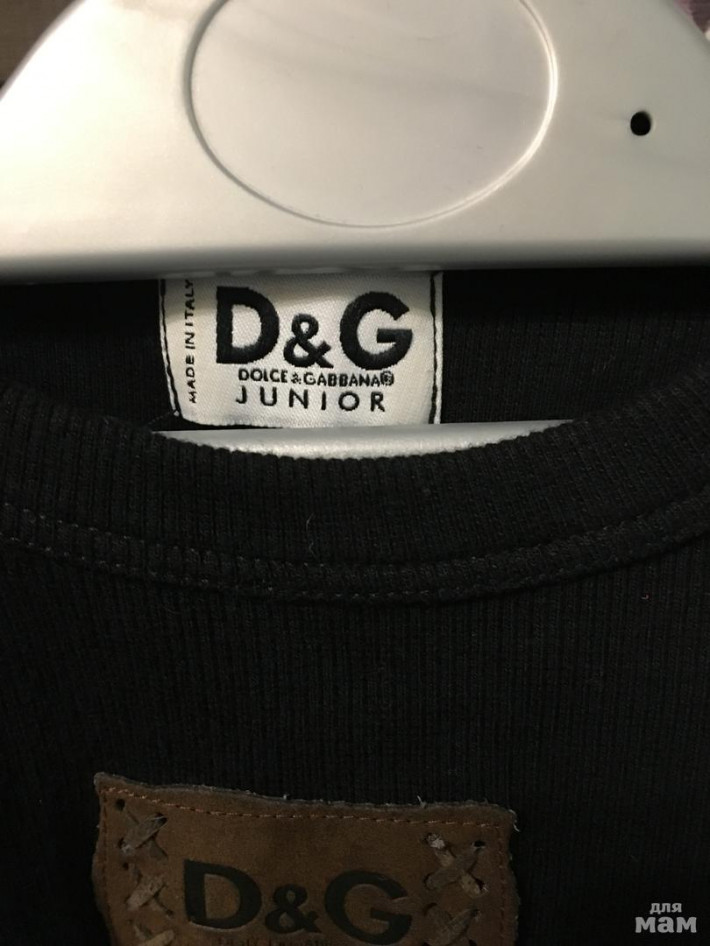 MADE IN ITALY
D&G
DOLCE & GABBANA®
JUNIOR
D&G
для
мам